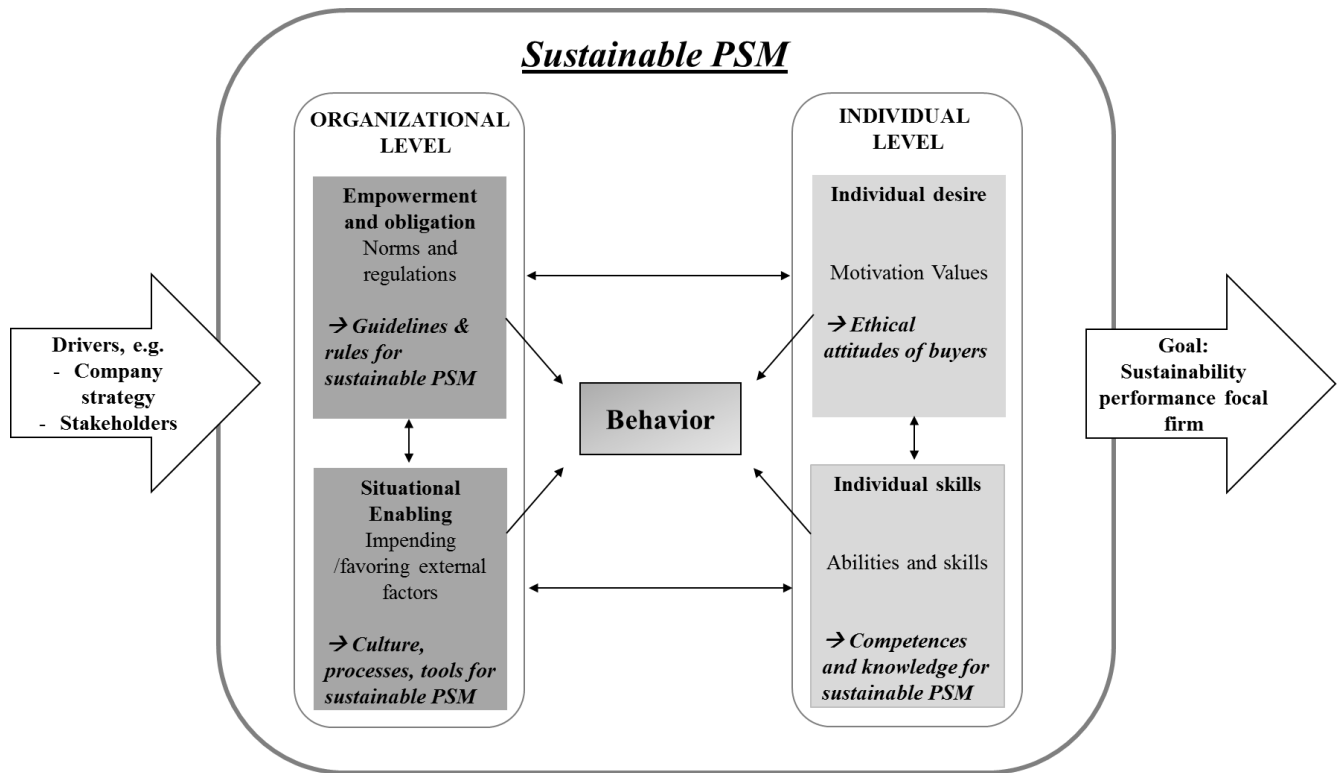 Sustainable PSM
ORGANIZATIONAL
LEVEL
Empowerment
and obligation
Norms and
regulations
→ Guidelines &
rules for
sustainable PSM
Situational
Enabling
Impending
/favoring external
factors
→ Culture,
processes, tools for
sustainable PSM
INDIVIDUAL
LEVEL
Individual desire
Motivation Values
→ Ethical
attitudes of buyers
Individual skills
Abilities and skills
→ Competences
and knowledge for
sustainable PSM
Behavior
Drivers, e.g.
- Company
strategy
- Stakeholders
Goal:
Sustainability
performance focal
firm